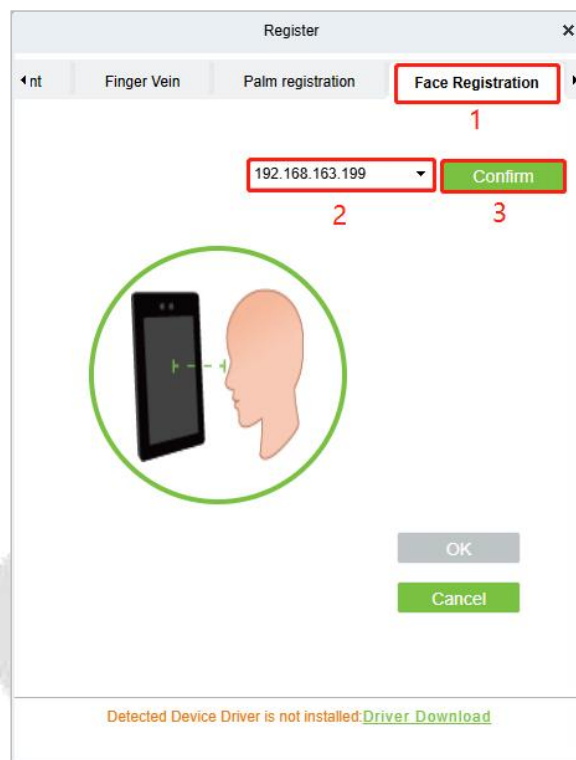 Register
nt Finger Vein Palm registration Face Registration
1
192.168.163.199 Confirm
2 3
OK
Cancel
Detected Device Driver is not installed:Driver Download